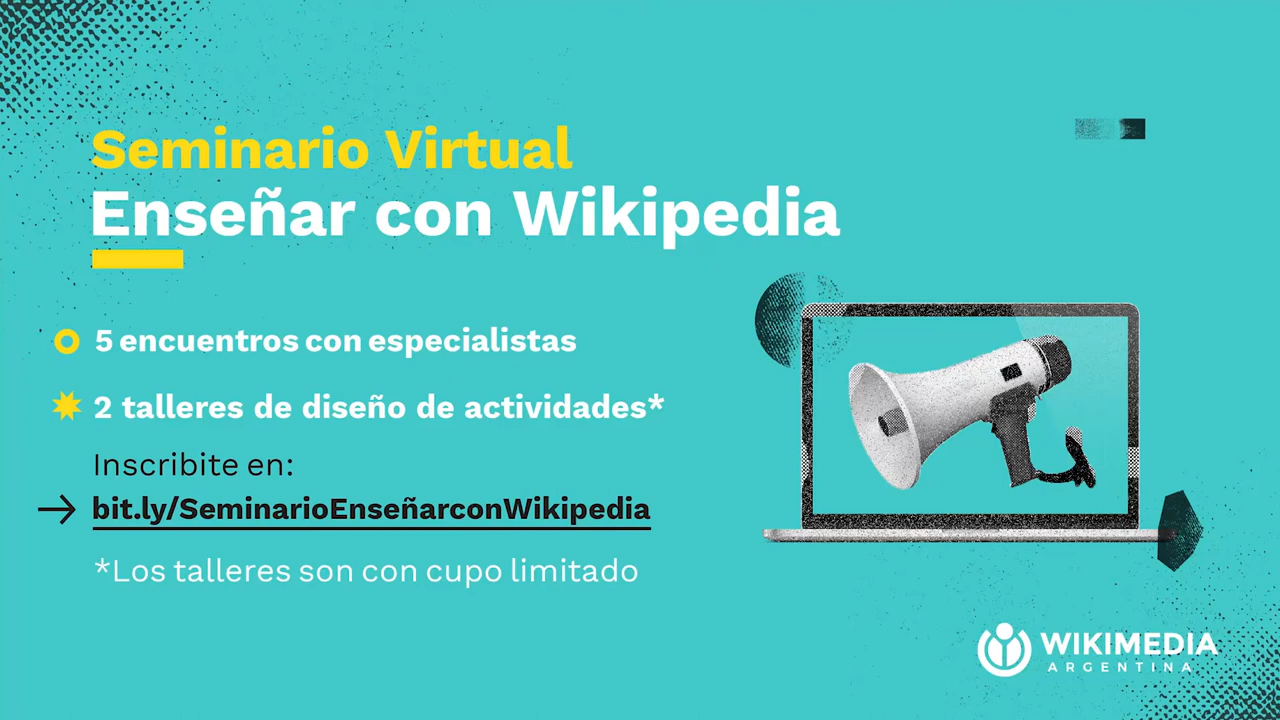 Seminario Virtual
Enseñar con Wikipedia
5 encuentros con especialistas
2 talleres de diseño de actividades*
Inscribite en:
bit.ly/SeminarioEnseñarconWikipedia
*Los talleres son con cupo limitado
WIKIMEDIA
ARGENTINA